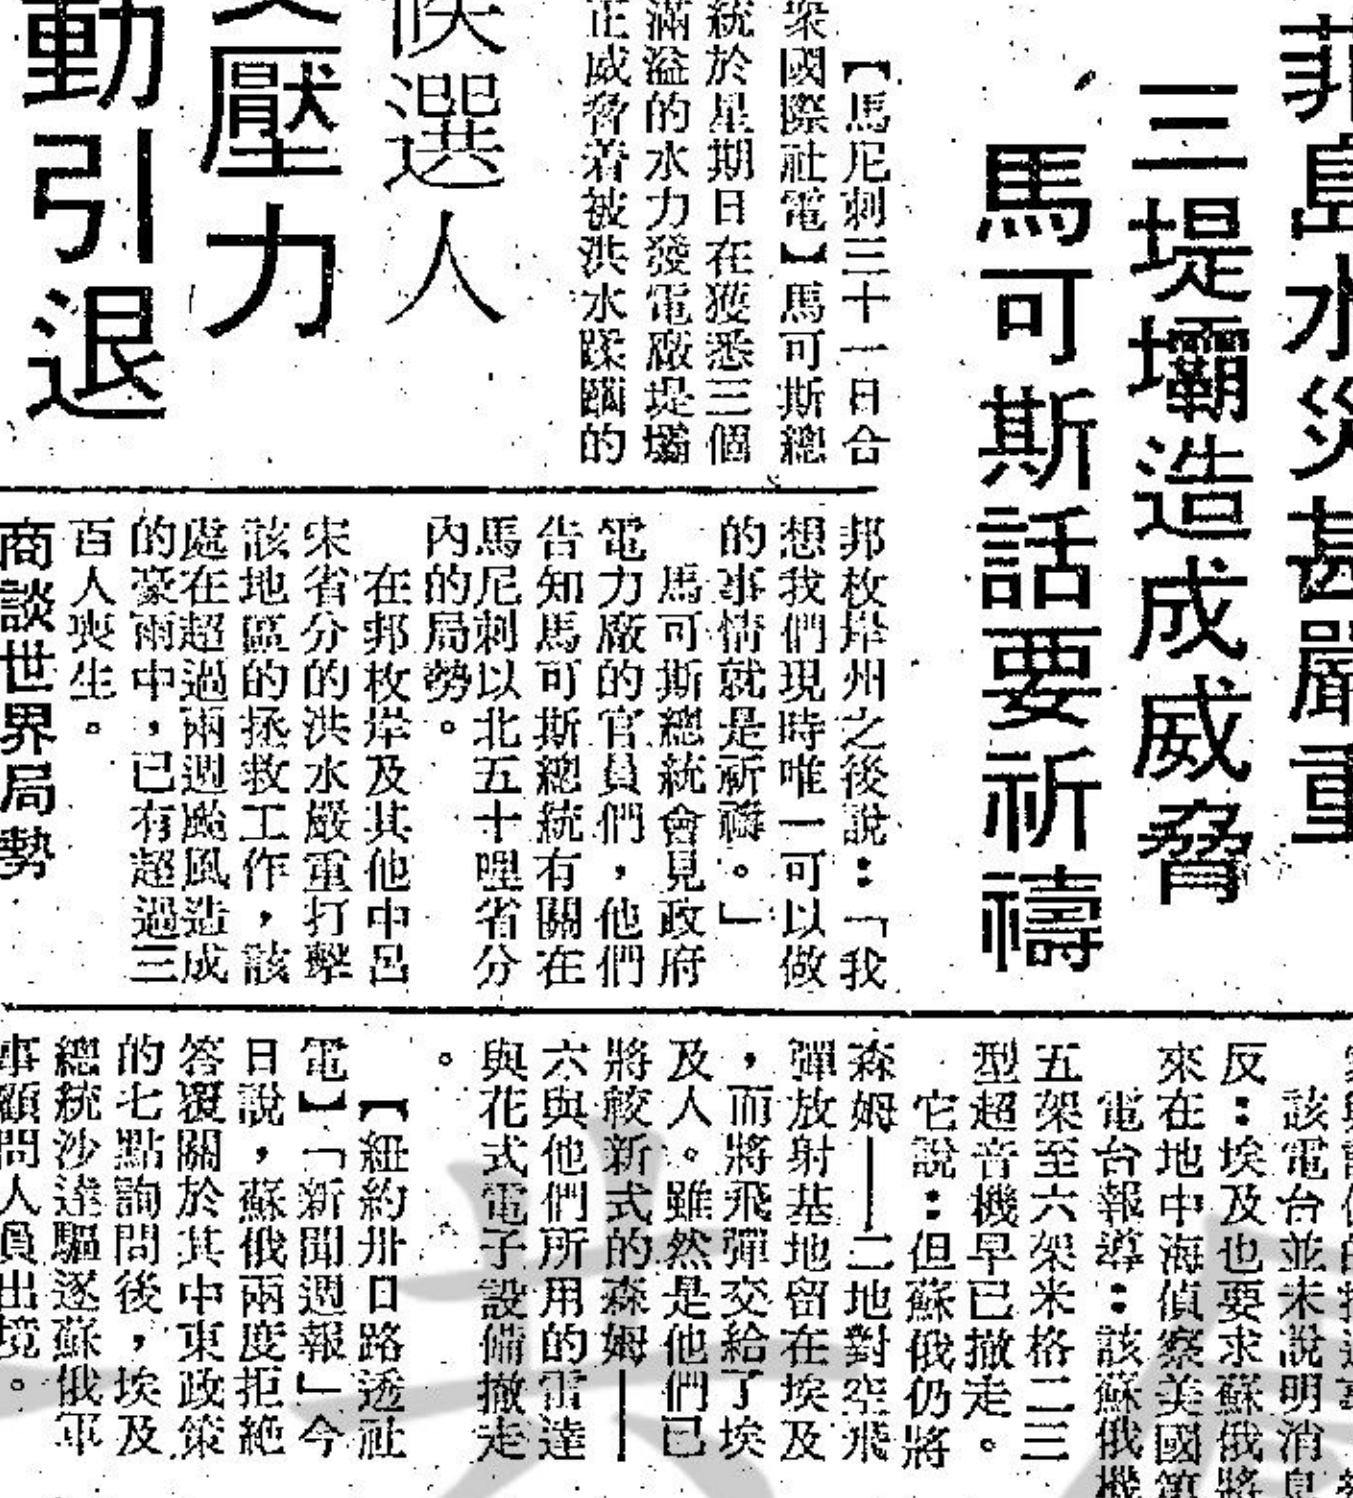 菲島水災甚嚴重
三堤壩造成威脅
馬可斯話要祈禱
【馬尼剌三十一日合
衆國際社電】馬可斯總
統於星期日在獲悉三個
滿溢的水力發電廠堤壩
正威脅着被洪水蹂躪的
邦枚岸州之後說：「我
想我們現時唯一可以做
的事情就是祈禱。」
馬可斯總統會見政府
電力廠的官員們，他們
告知馬可斯總統有關在
馬尼剌以北五十哩省分
內的局勢。
在邦枚岸及其他中呂
宋省分的洪水嚴重打擊
該地區的拯救工作，該
處在超過兩週颱風造成
的豪雨中，已有超過三
百人喪生。
候選人
壓力
動引退
商談世界局勢
該電台並未說明消息
反：埃及也要求蘇俄將
來在地中海偵察美國第
電台報導：該蘇俄機
五架至六架米格二三
型超音機早已撤走。
它說：但蘇俄仍將
森姆——二地對空飛
彈放射基地留在埃及
，而將飛彈交給了埃
及人。雖然是他們已
將較新式的森姆——
六與他們所用的雷達
與花式電子設備撤走
。
【紐約卅日路透社
電】「新聞週報」今
日說，蘇俄兩度拒絕
答覆關於其中東政策
的七點詢問後，埃及
總統沙達驅逐蘇俄軍
事顧問人員出境。